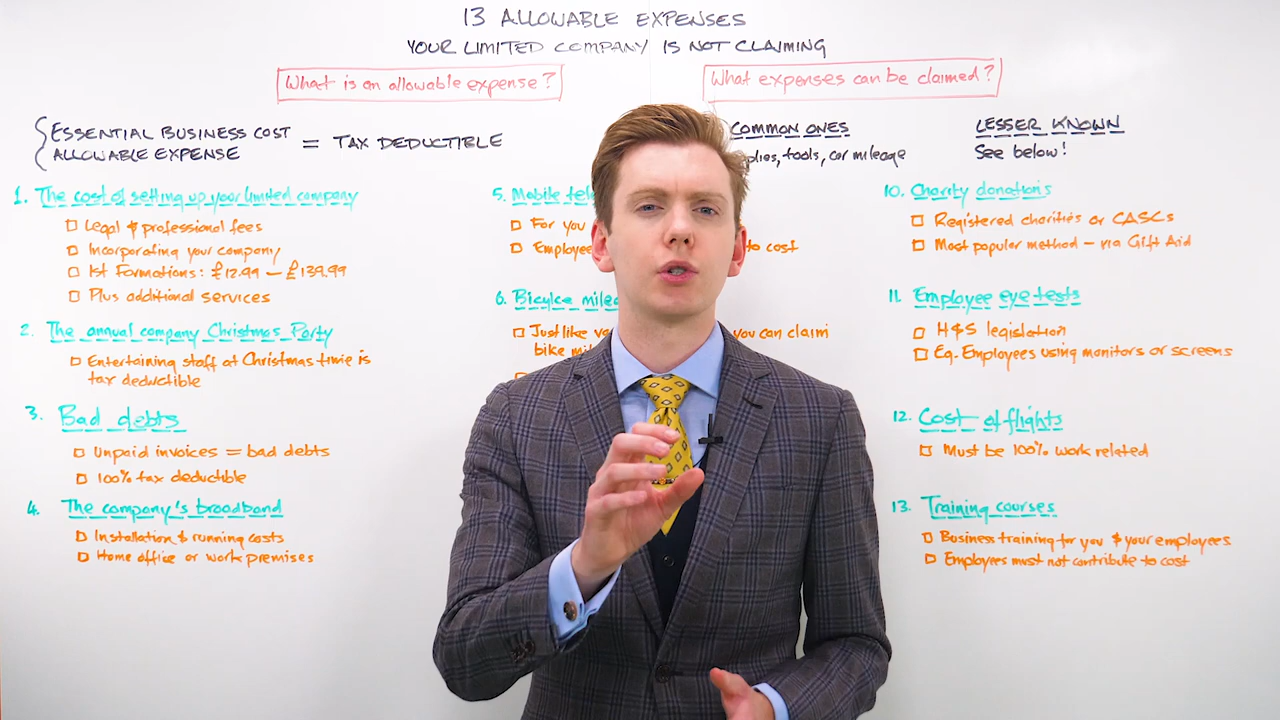 13 ALLOWABLE EXPENSES
YOUR LIMITED COMPANY IS NOT CLAIMING
What is an allowable expense?
What expenses can be claimed?
ESSENTIAL BUSINESS COST
ALLOWABLE EXPENSE
= TAX DEDUCTIBLE
COMMON ONES
tools, car mileage
LESSER KNOWN
See below!
1. The cost of setting up your limited company
Legal & professional fees
Incorporating your company
1st Formations: £12.99 – £139.99
Plus additional services
2. The annual company Christmas Party
Entertaining staff at Christmas time is
tax deductible
3. Bad debts
Unpaid invoices = bad debts
100% tax deductible
4. The company's broadband
Installation & running costs
Home office or work premises
5. Mobile
For you
Employee to cost
6. Bicylce
Just like you can claim
bike
10. Charity donations
Registered charities or CASCs
Most popular method – via Gift Aid
11. Employee eye tests
H&S legislation
Eg. Employees using monitors or screens
12. Cost of flights
Must be 100% work related
13. Training courses
Business training for you & your employees
Employees must not contribute to cost